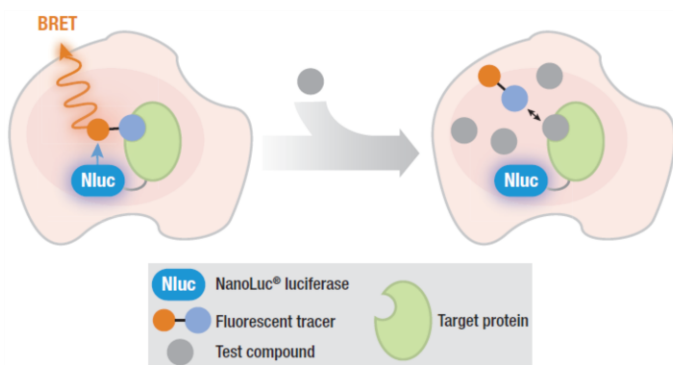 BRET
Nluc
Nluc
Nluc NanoLuc® luciferase
Fluorescent tracer
Target protein
Test compound